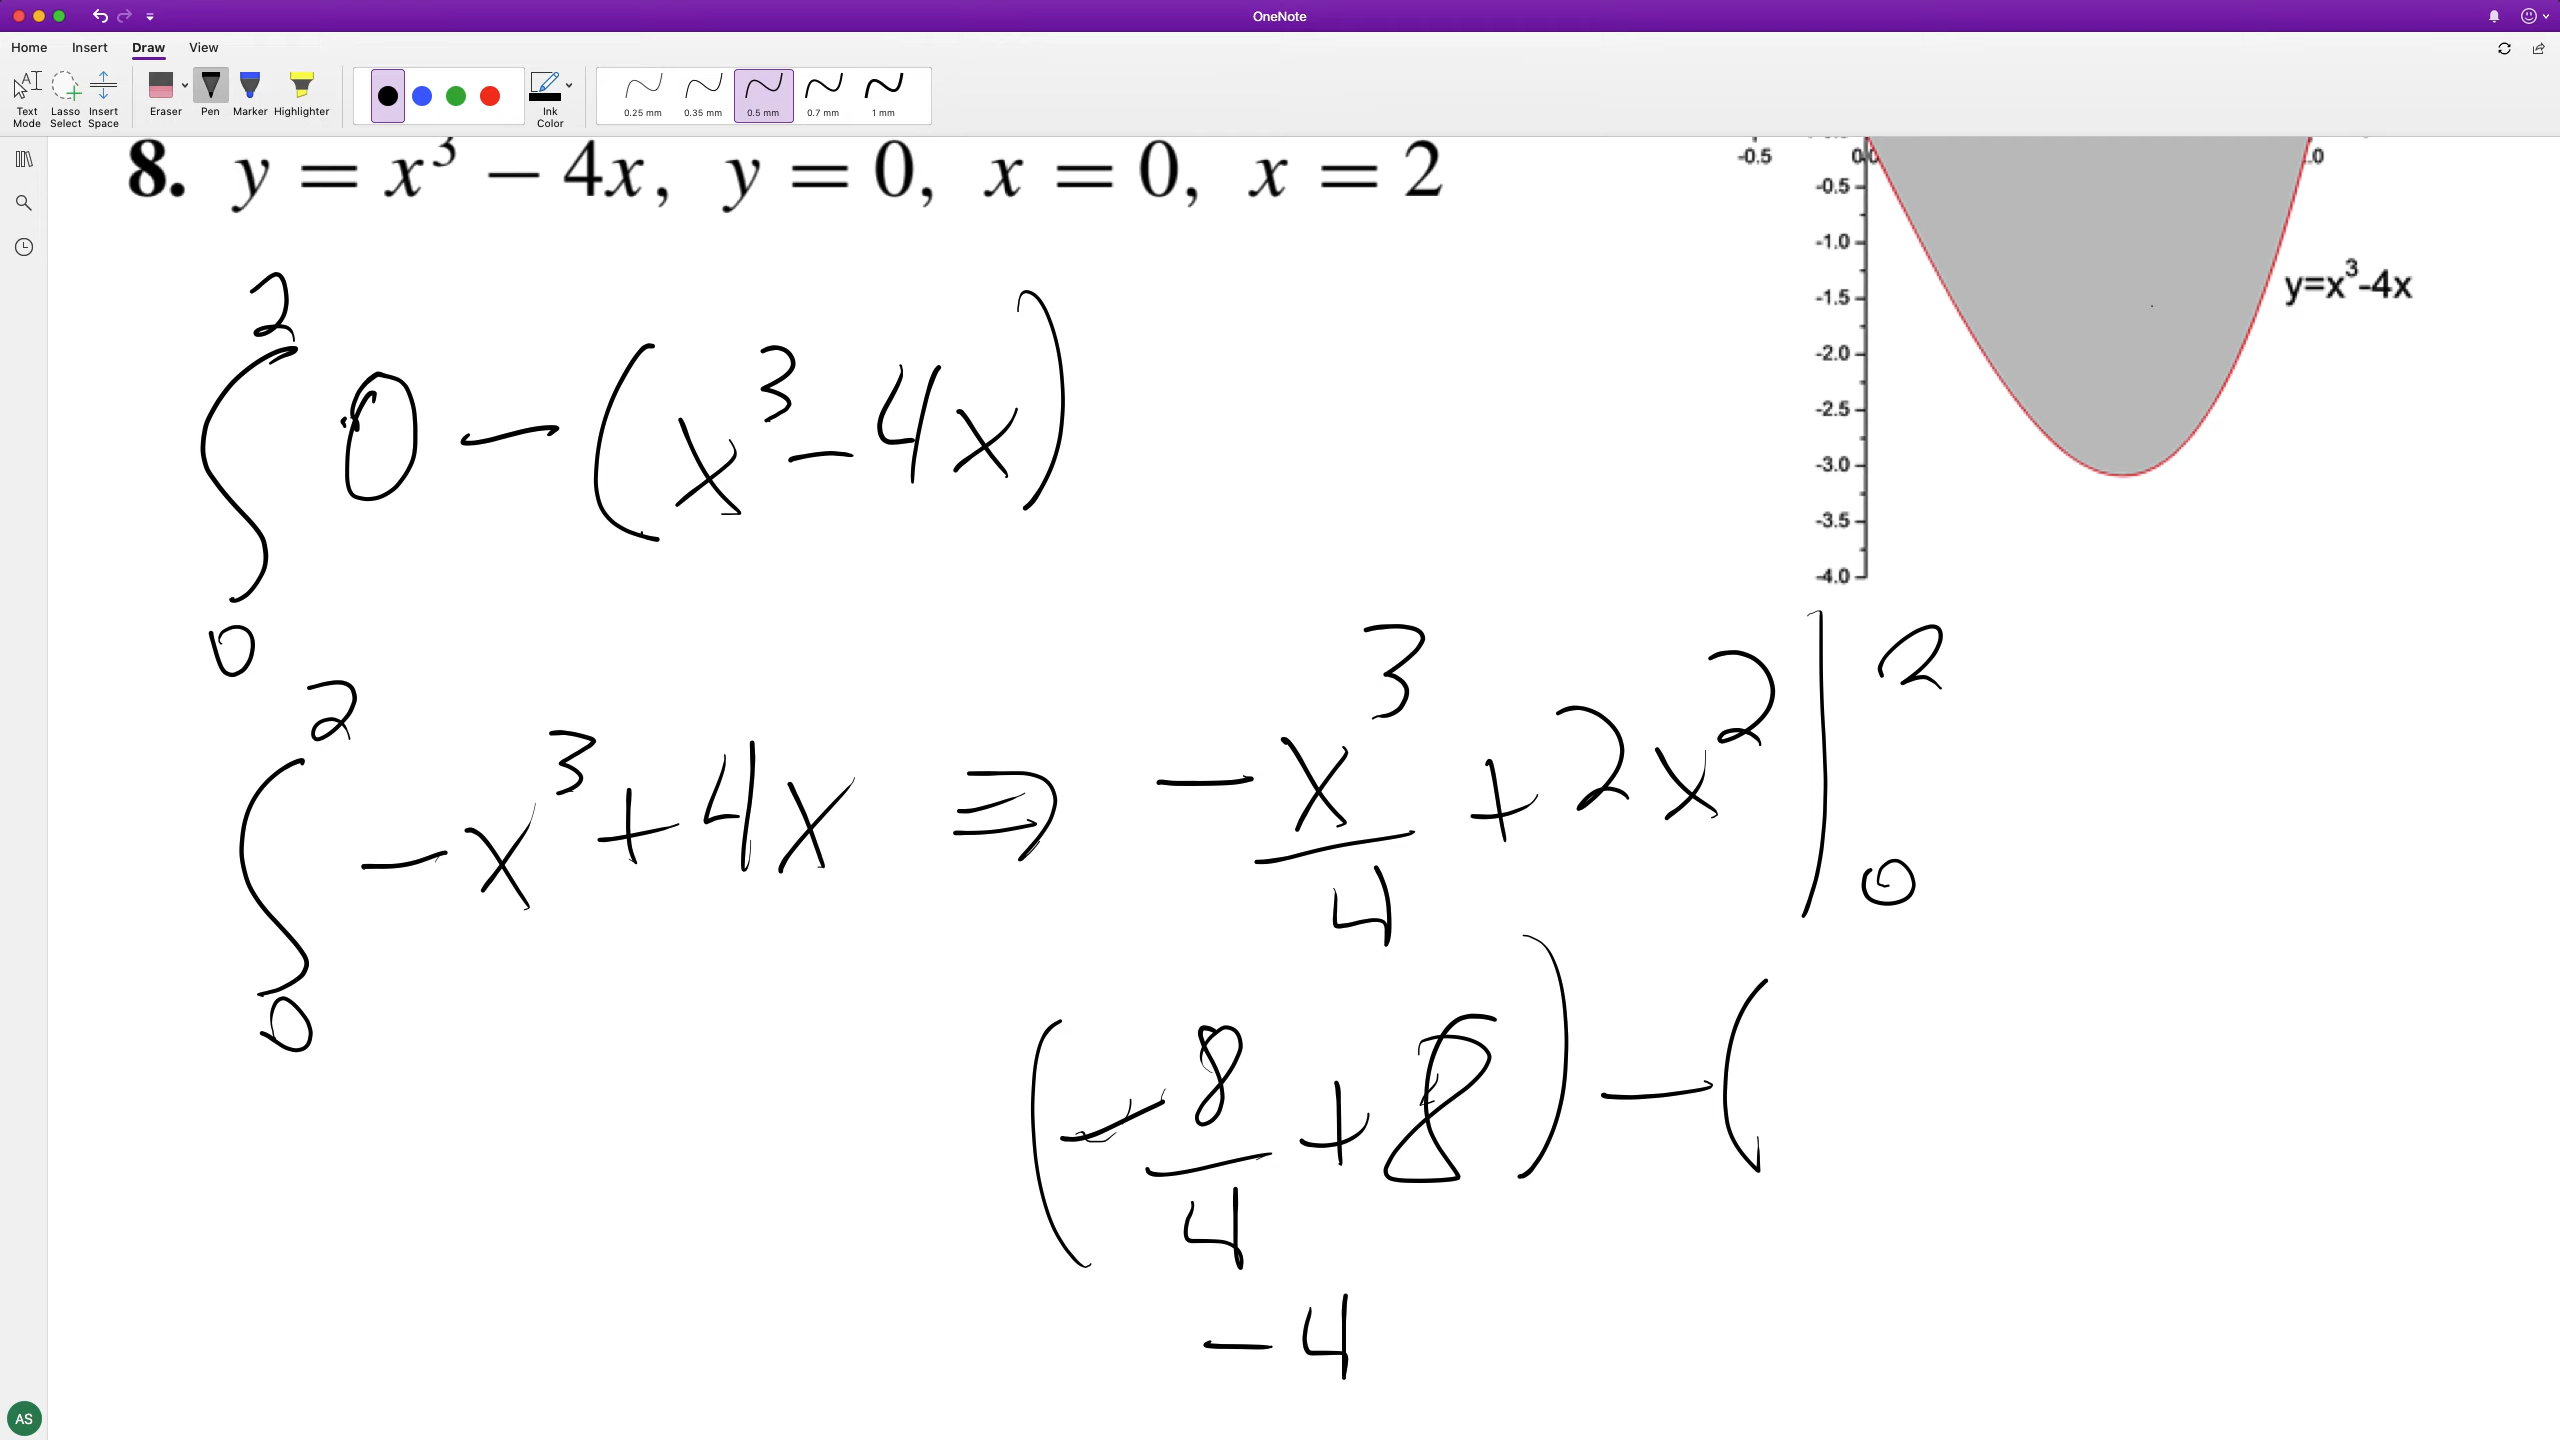 OneNote
Home Insert Draw View
Text Mode Lasso Select Insert Space Eraser Pen Marker Highlighter Ink Color 0.25 mm 0.35 mm 0.5 mm 0.7 mm 1 mm
8. y = x³ − 4x, y = 0, x = 0, x = 2
-0.5 0.0 .0
-0.5
-1.0
-1.5
-2.0
-2.5
-3.0
-3.5
-4.0
y=x³-4x
∫₀² 0 − (x³ − 4x)
∫₀² −x³ + 4x ⇒ −x³/4 + 2x² |₀²
(−8/4 + 8) − (
− 4
AS